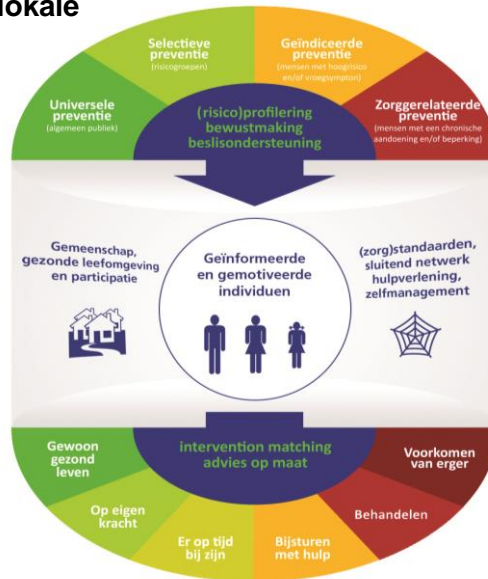 lokale
Selectieve
preventie
(risicogroepen)
Geïndiceerde
preventie
(mensen met hoogrisico
en/of vroegsympton)
Universele
preventie
(algemeen publiek)
Zorggerelateerde
preventie
(mensen met een chronische
aandoening en/of beperking)
(risico)profilering
bewustmaking
beslisondersteuning
Gemeenschap,
gezonde leefomgeving
en participatie
Geïnformeerde
en gemotiveerde
individuen
(zorg)standaarden,
sluitend netwerk
hulpverlening,
zelfmanagement
intervention matching
advies op maat
Gewoon
gezond
leven
Op eigen
kracht
Er op tijd
bij zijn
Bijsturen
met hulp
Behandelen
Voorkomen
van erger